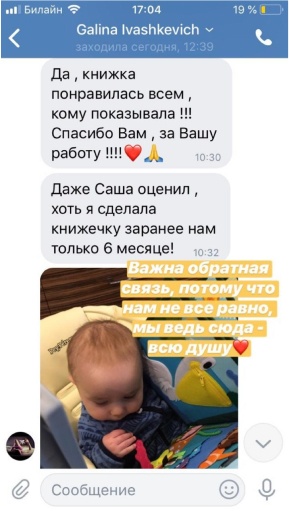 Билайн 17:04 19 %
Galina Ivashkevich
заходила сегодня, 12:39
Да , книжка
понравилась всем ,
кому показывала !!!
Спасибо Вам , за Вашу
работу !!!!❤️🙏
10:30
Даже Саша оценил ,
хоть я сделала
книжечку заранее нам
только 6 месяце!
10:32
Важна обратная
связь, потому что
нам не все равно,
мы ведь сюда -
всю душу❤️
Сообщение